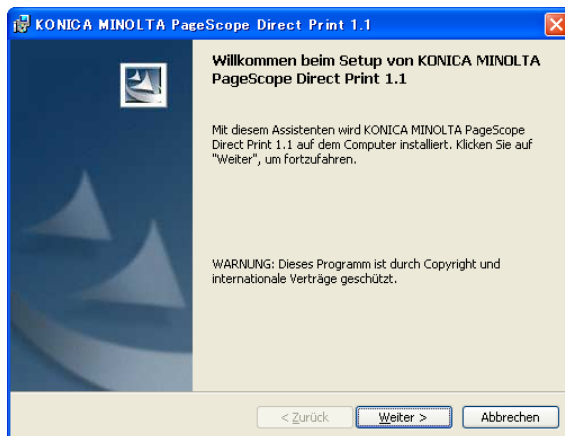 KONICA MINOLTA PageScope Direct Print 1.1
Willkommen beim Setup von KONICA MINOLTA
PageScope Direct Print 1.1
Mit diesem Assistenten wird KONICA MINOLTA PageScope
Direct Print 1.1 auf dem Computer installiert. Klicken Sie auf
"Weiter", um fortzufahren.
WARNUNG: Dieses Programm ist durch Copyright und
internationale Verträge geschützt.
< Zurück Weiter > Abbrechen